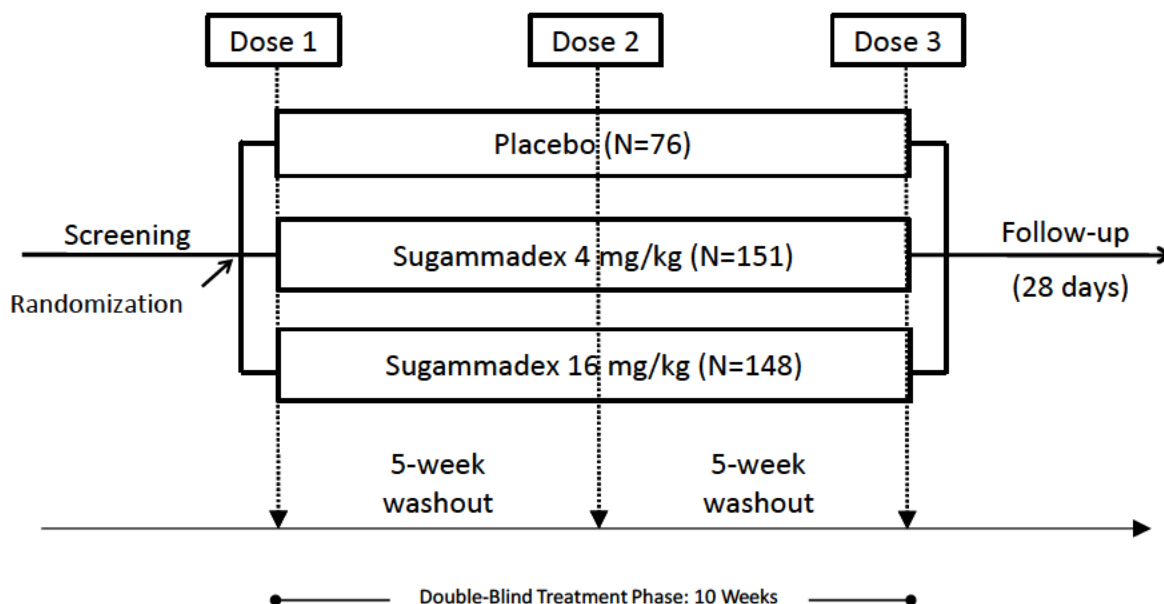 Dose 1
Dose 2
Dose 3
Placebo (N=76)
Screening
Sugammadex 4 mg/kg (N=151)
Follow-up
Randomization
(28 days)
Sugammadex 16 mg/kg (N=148)
5-week
washout
5-week
washout
Double-Blind Treatment Phase: 10 Weeks